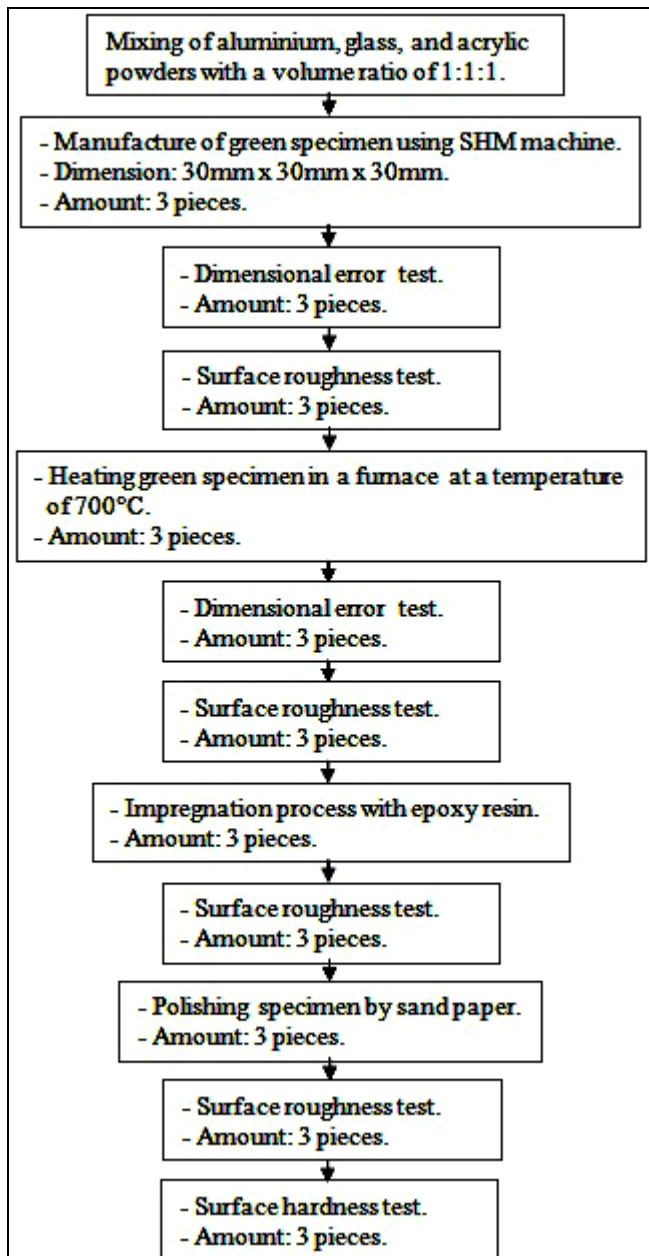 Mixing of aluminium, glass, and acrylic
powders with a volume ratio of 1:1:1.
- Manufacture of green specimen using SHM machine.
- Dimension: 30mm x 30mm x 30mm.
- Amount: 3 pieces.
- Dimensional error test.
- Amount: 3 pieces.
- Surface roughness test.
- Amount: 3 pieces.
- Heating green specimen in a furnace at a temperature
of 700°C.
- Amount: 3 pieces.
- Dimensional error test.
- Amount: 3 pieces.
- Surface roughness test.
- Amount: 3 pieces.
- Impregnation process with epoxy resin.
- Amount: 3 pieces.
- Surface roughness test.
- Amount: 3 pieces.
- Polishing specimen by sand paper.
- Amount: 3 pieces.
- Surface roughness test.
- Amount: 3 pieces.
- Surface hardness test.
- Amount: 3 pieces.